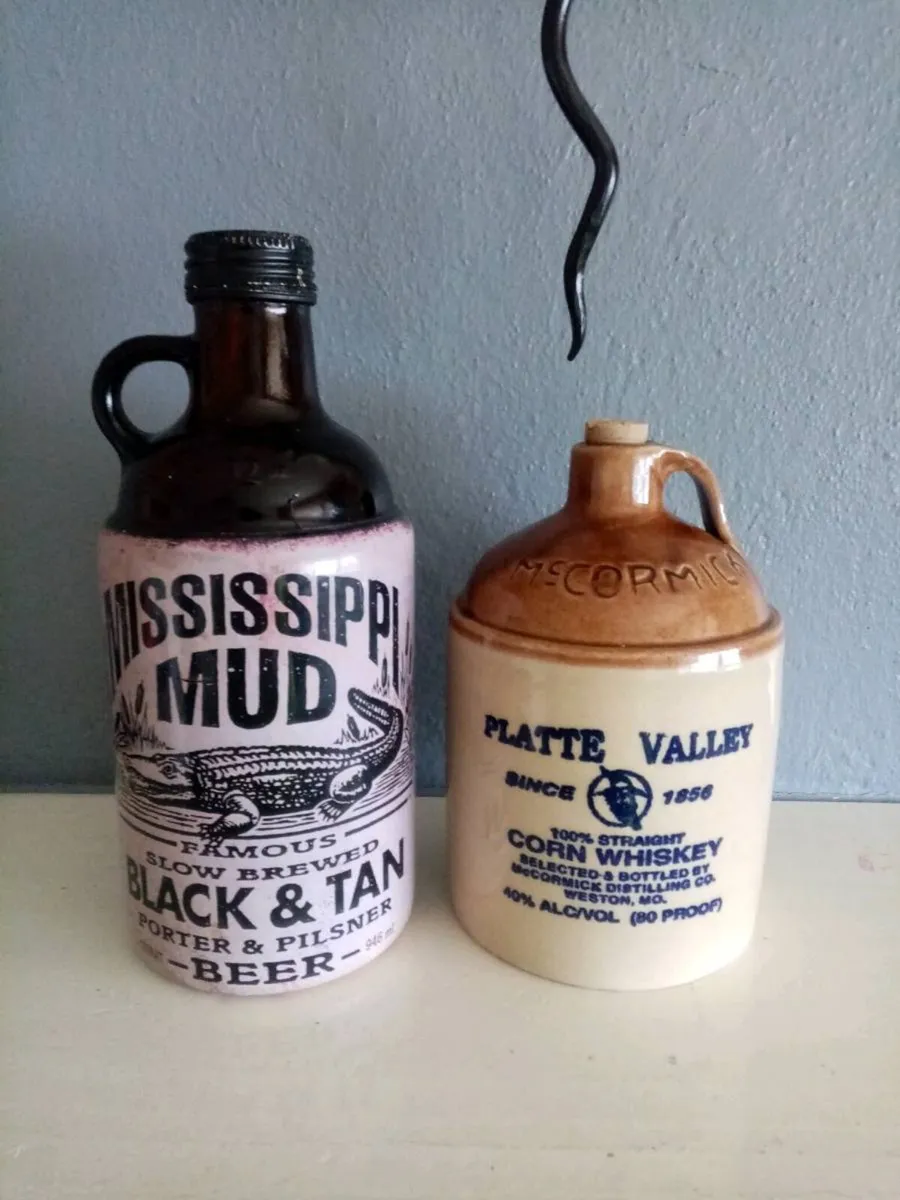 MISSISSIPPI
MUD
FAMOUS
SLOW BREWED
BLACK & TAN
PORTER & PILSNER
946 ml
BEER
McCORMICK
PLATTE VALLEY
SINCE 1856
100% STRAIGHT
CORN WHISKEY
SELECTED & BOTTLED BY
McCORMICK DISTILLING CO.
WESTON, MO.
40% ALC/VOL (80 PROOF)